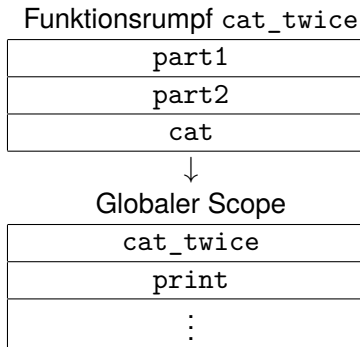 Funktionsrumpf cat_twice
part1
part2
cat
↓
Globaler Scope
cat_twice
print
⋮